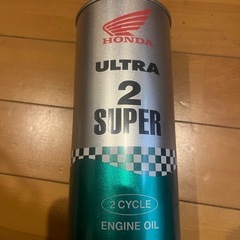 HONDA
ULTRA
2
SUPER
2 CYCLE
ENGINE OIL